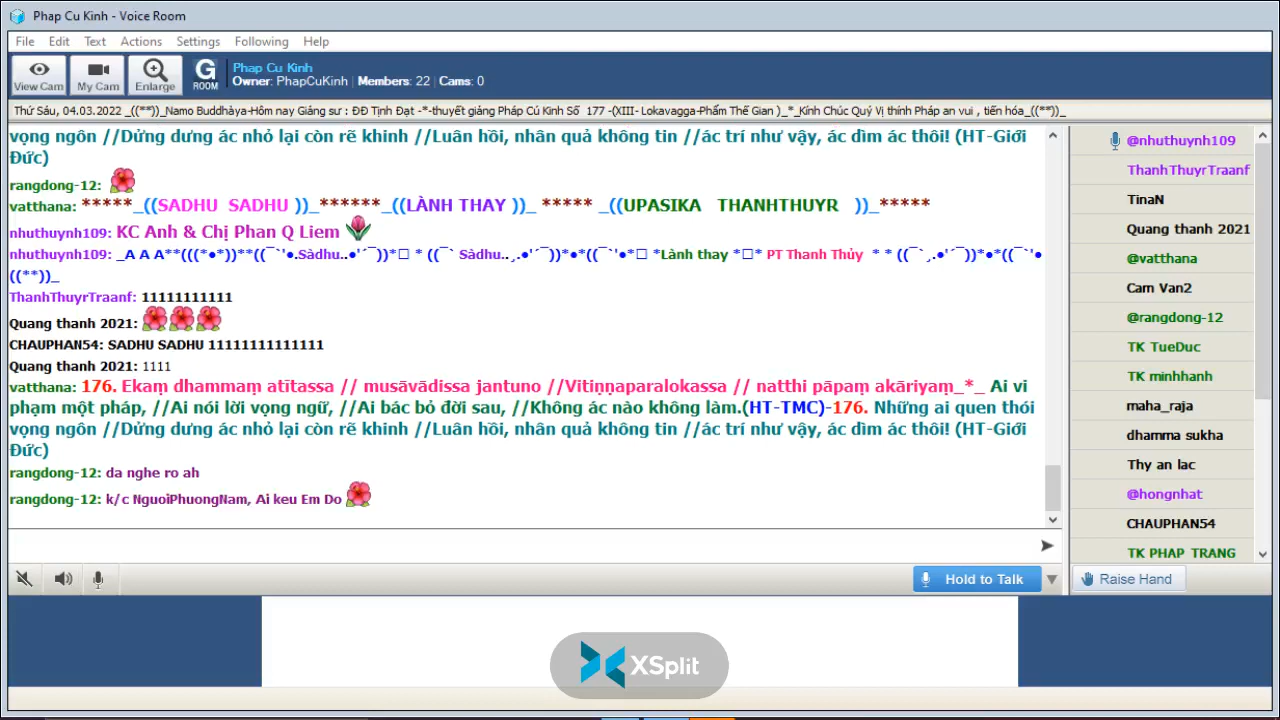 Phap Cu Kinh - Voice Room
File Edit Text Actions Settings Following Help
View Cam
My Cam
Enlarge
G
ROOM
Phap Cu Kinh
Owner: PhapCuKinh | Members: 22 | Cams: 0
Thứ Sáu, 04.03.2022 _((**))_Namo Buddhàya-Hôm nay Giảng sư : ĐĐ Tịnh Đạt -*-thuyết giảng Pháp Cú Kinh Số 177 -(XIII- Lokavagga-Phẩm Thế Gian )_*_Kính Chúc Quý Vị thính Pháp an vui , tiến hóa_((**))_
vọng ngôn //Dửng dưng ác nhỏ lại còn rẽ khinh //Luân hồi, nhân quả không tin //ác trí như vậy, ác dìm ác thôi! (HT-Giới
Đức)
rangdong-12:
vatthana: *****_((SADHU SADHU ))_******_((LÀNH THAY ))_ ***** _((UPASIKA THANHTHUYR ))_*****
nhuthuynh109: KC Anh & Chị Phan Q Liem
nhuthuynh109: _A A A**(((*●*))**((¯`'●.Sàdhu..●'´¯))*□ * ((¯` Sàdhu..¸.●'´¯))*●*((¯`'●*□ *Lành thay *□* PT Thanh Thủy * * ((¯`¸.●'´¯))*●*((¯`'●
((**))_
ThanhThuyrTraanf: 11111111111
Quang thanh 2021:
CHAUPHAN54: SADHU SADHU 11111111111111
Quang thanh 2021: 1111
vatthana: 176. Ekaṃ dhammaṃ atītassa // musāvādissa jantuno //Vitiṇṇaparalokassa // natthi pāpaṃ akāriyaṃ_*_ Ai vi
phạm một pháp, //Ai nói lời vọng ngữ, //Ai bác bỏ đời sau, //Không ác nào không làm.(HT-TMC)-176. Những ai quen thói
vọng ngôn //Dửng dưng ác nhỏ lại còn rẽ khinh //Luân hồi, nhân quả không tin //ác trí như vậy, ác dìm ác thôi! (HT-Giới
Đức)
rangdong-12: da nghe ro ah
rangdong-12: k/c NguoiPhuongNam, Ai keu Em Do
@nhuthuynh109
ThanhThuyrTraanf
TinaN
Quang thanh 2021
@vatthana
Cam Van2
@rangdong-12
TK TueDuc
TK minhhanh
maha_raja
dhamma sukha
Thy an lac
@hongnhat
CHAUPHAN54
TK PHAP TRANG
Hold to Talk
Raise Hand
XSplit